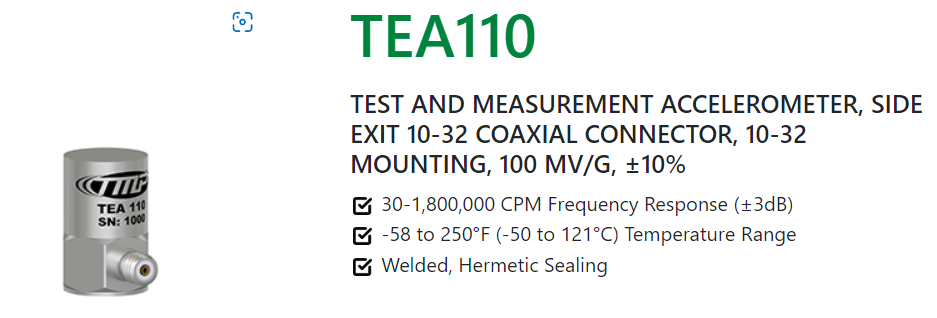 TEA110
TEST AND MEASUREMENT ACCELEROMETER, SIDE
EXIT 10-32 COAXIAL CONNECTOR, 10-32
MOUNTING, 100 MV/G, ±10%
30-1,800,000 CPM Frequency Response (±3dB)
-58 to 250°F (-50 to 121°C) Temperature Range
Welded, Hermetic Sealing
TEA 110
SN: 1000